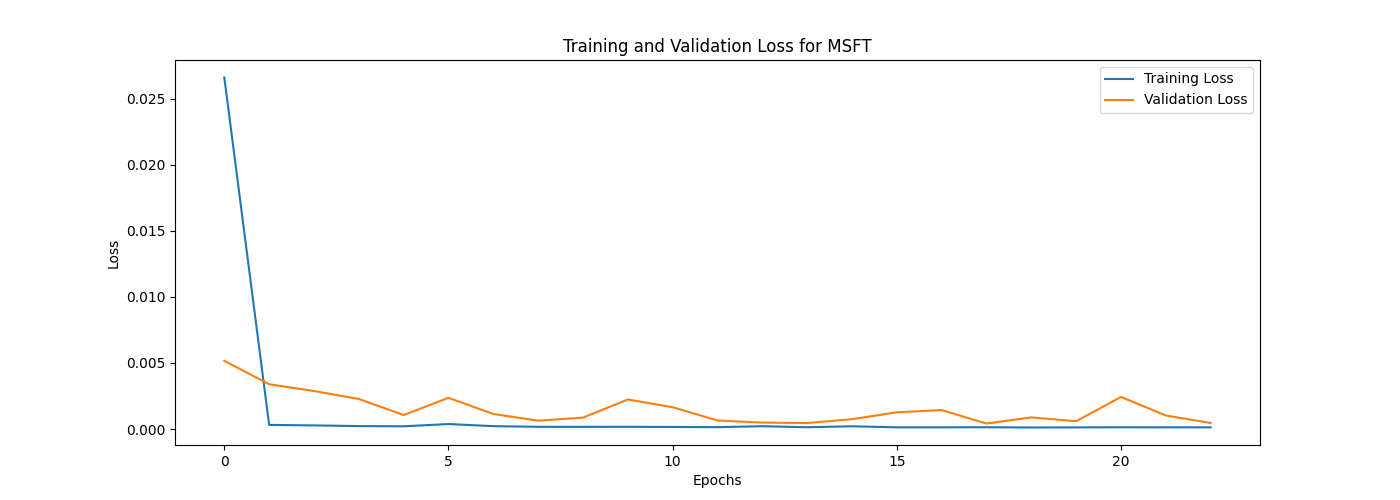 Training and Validation Loss for MSFT
Training Loss
Validation Loss
0.025
0.020
0.015
0.010
0.005
0.000
Loss
0 5 10 15 20
Epochs